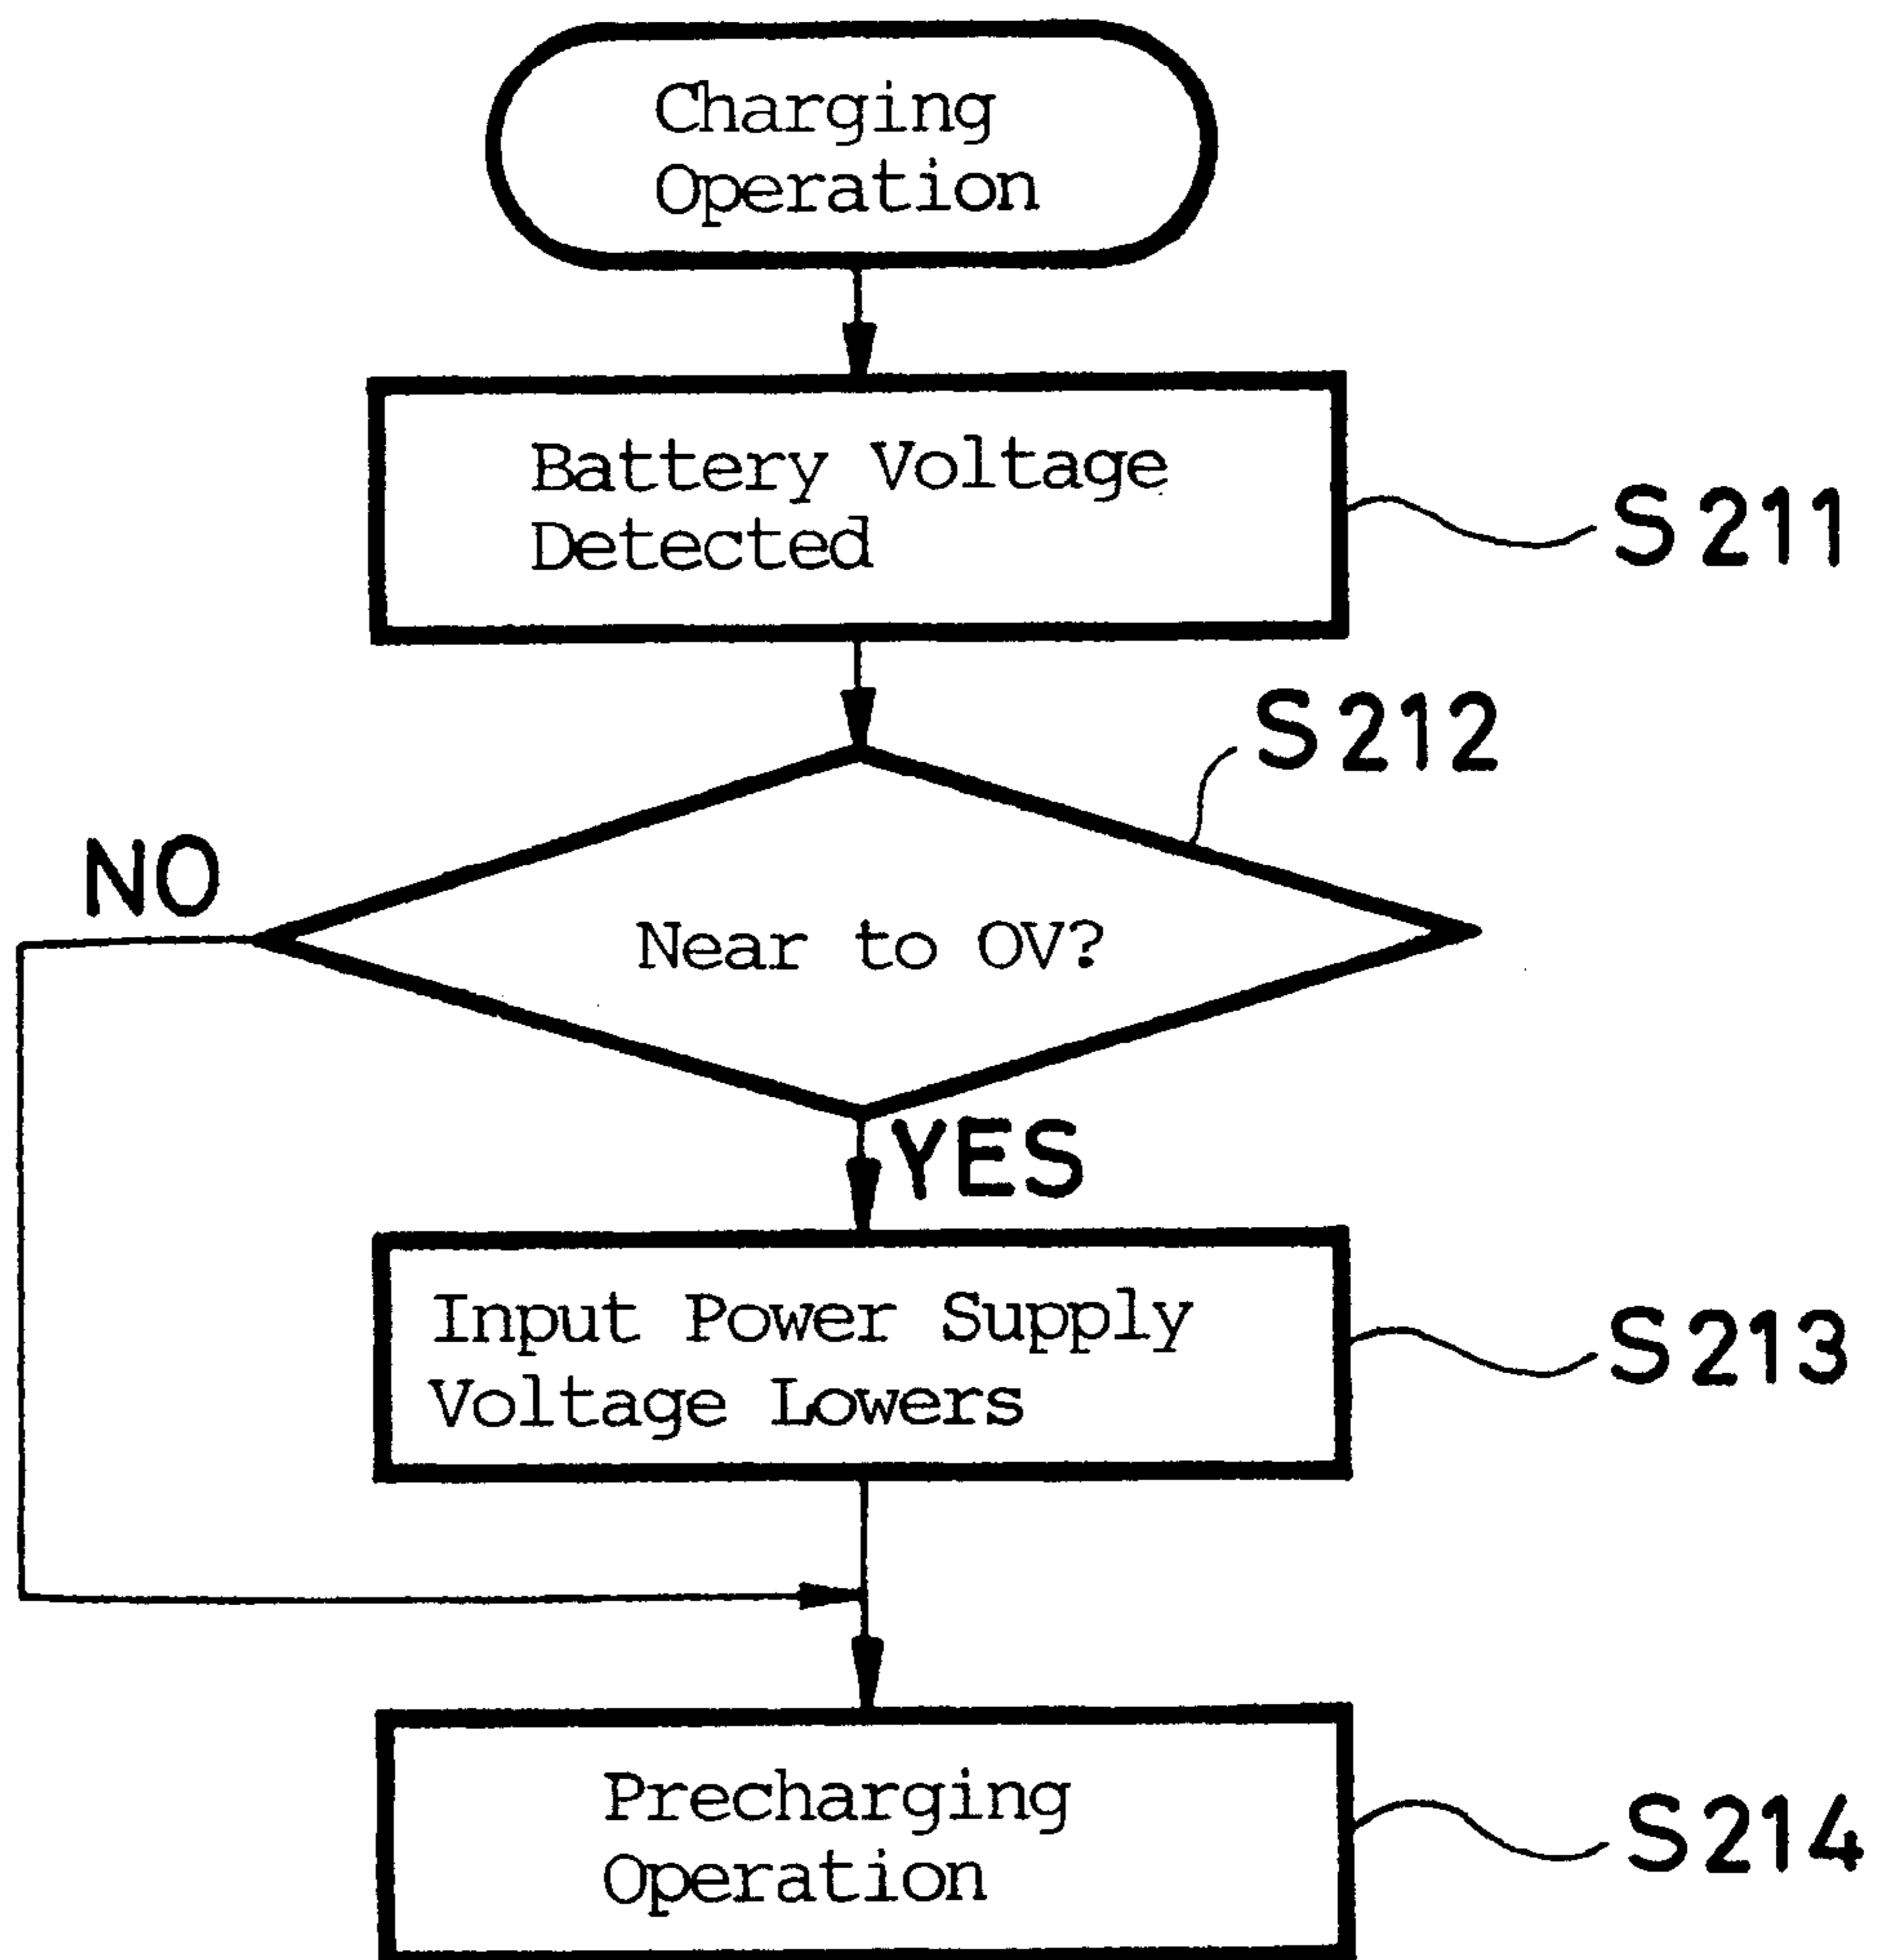 Charging
Operation
Battery Voltage
Detected
S211
S212
NO
Near to OV?
YES
Input Power Supply
Voltage Lowers
S213
Precharging
Operation
S214